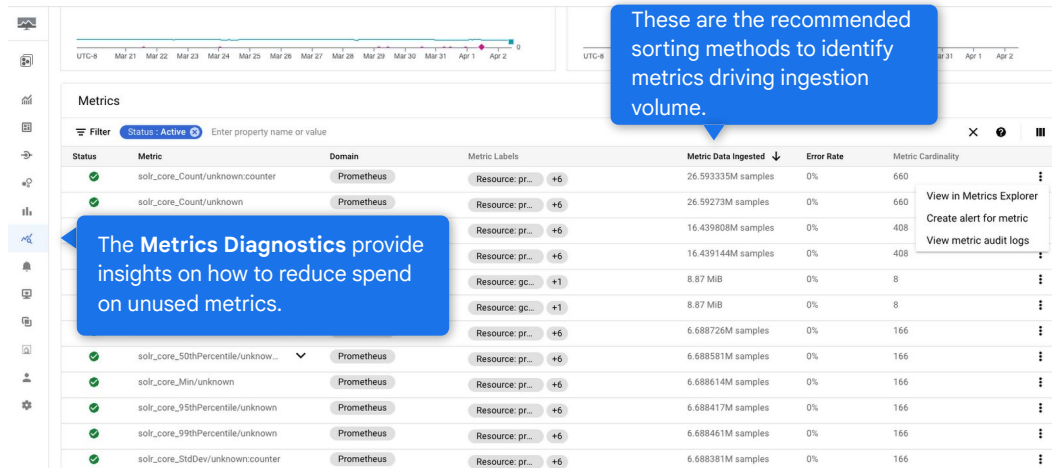 These are the recommended
sorting methods to identify
metrics driving ingestion
volume.
0
UTC-8 Mar 21 Mar 22 Mar 23 Mar 24 Mar 25 Mar 26 Mar 27 Mar 28 Mar 29 Mar 30 Mar 31 Apr 1 Apr 2
UTC-8 Mar 31 Apr 1 Apr 2
Metrics
Filter Status : Active Enter property name or value
Status Metric Domain Metric Labels Metric Data Ingested Error Rate Metric Cardinality
solr_core_Count/unknown:counter Prometheus Resource: pr... +6 26.593335M samples 0% 660
solr_core_Count/unknown Prometheus Resource: pr... +6 26.59273M samples 0% 660
View in Metrics Explorer
Create alert for metric
View metric audit logs
Resource: pr... +6 16.439808M samples 0% 408
Resource: pr... +6 16.439144M samples 0% 408
Resource: gc... +1 8.87 MiB 0% 8
Resource: gc... +1 8.87 MiB 0% 8
Resource: pr... +6 6.688726M samples 0% 166
The Metrics Diagnostics provide
insights on how to reduce spend
on unused metrics.
solr_core_50thPercentile/unknow... Prometheus Resource: pr... +6 6.688581M samples 0% 166
solr_core_Min/unknown Prometheus Resource: pr... +6 6.688614M samples 0% 166
solr_core_95thPercentile/unknown Prometheus Resource: pr... +6 6.688417M samples 0% 166
solr_core_99thPercentile/unknown Prometheus Resource: pr... +6 6.688461M samples 0% 166
solr_core_StdDev/unknown:counter Prometheus Resource: pr... +6 6.688381M samples 0% 166